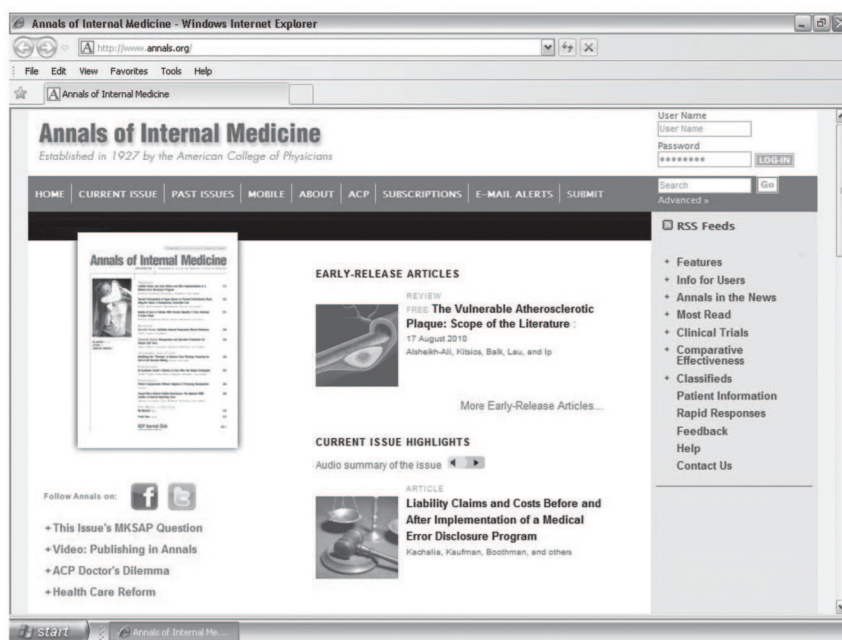 Annals of Internal Medicine - Windows Internet Explorer
http://www.annals.org/
File Edit View Favorites Tools Help
Annals of Internal Medicine
Annals of Internal Medicine
Established in 1927 by the American College of Physicians
User Name
User Name
Password
LOG-IN
HOME CURRENT ISSUE PAST ISSUES MOBILE ABOUT ACP SUBSCRIPTIONS E-MAIL ALERTS SUBMIT
Search Go
Advanced »
RSS Feeds
+ Features
+ Info for Users
+ Annals in the News
+ Most Read
+ Clinical Trials
+ Comparative
Effectiveness
+ Classifieds
Patient Information
Rapid Responses
Feedback
Help
Contact Us
Annals of Internal Medicine
EARLY-RELEASE ARTICLES
REVIEW
FREE The Vulnerable Atherosclerotic
Plaque: Scope of the Literature :
17 August 2010
Alsheikh-Ali, Kitsios, Balk, Lau, and Ip
More Early-Release Articles...
CURRENT ISSUE HIGHLIGHTS
Audio summary of the issue
ARTICLE
Liability Claims and Costs Before and
After Implementation of a Medical
Error Disclosure Program
Kachalia, Kaufman, Boothman, and others
Follow Annals on:
+ This Issue's MKSAP Question
+ Video: Publishing in Annals
+ ACP Doctor's Dilemma
+ Health Care Reform
start Annals of Internal Me...